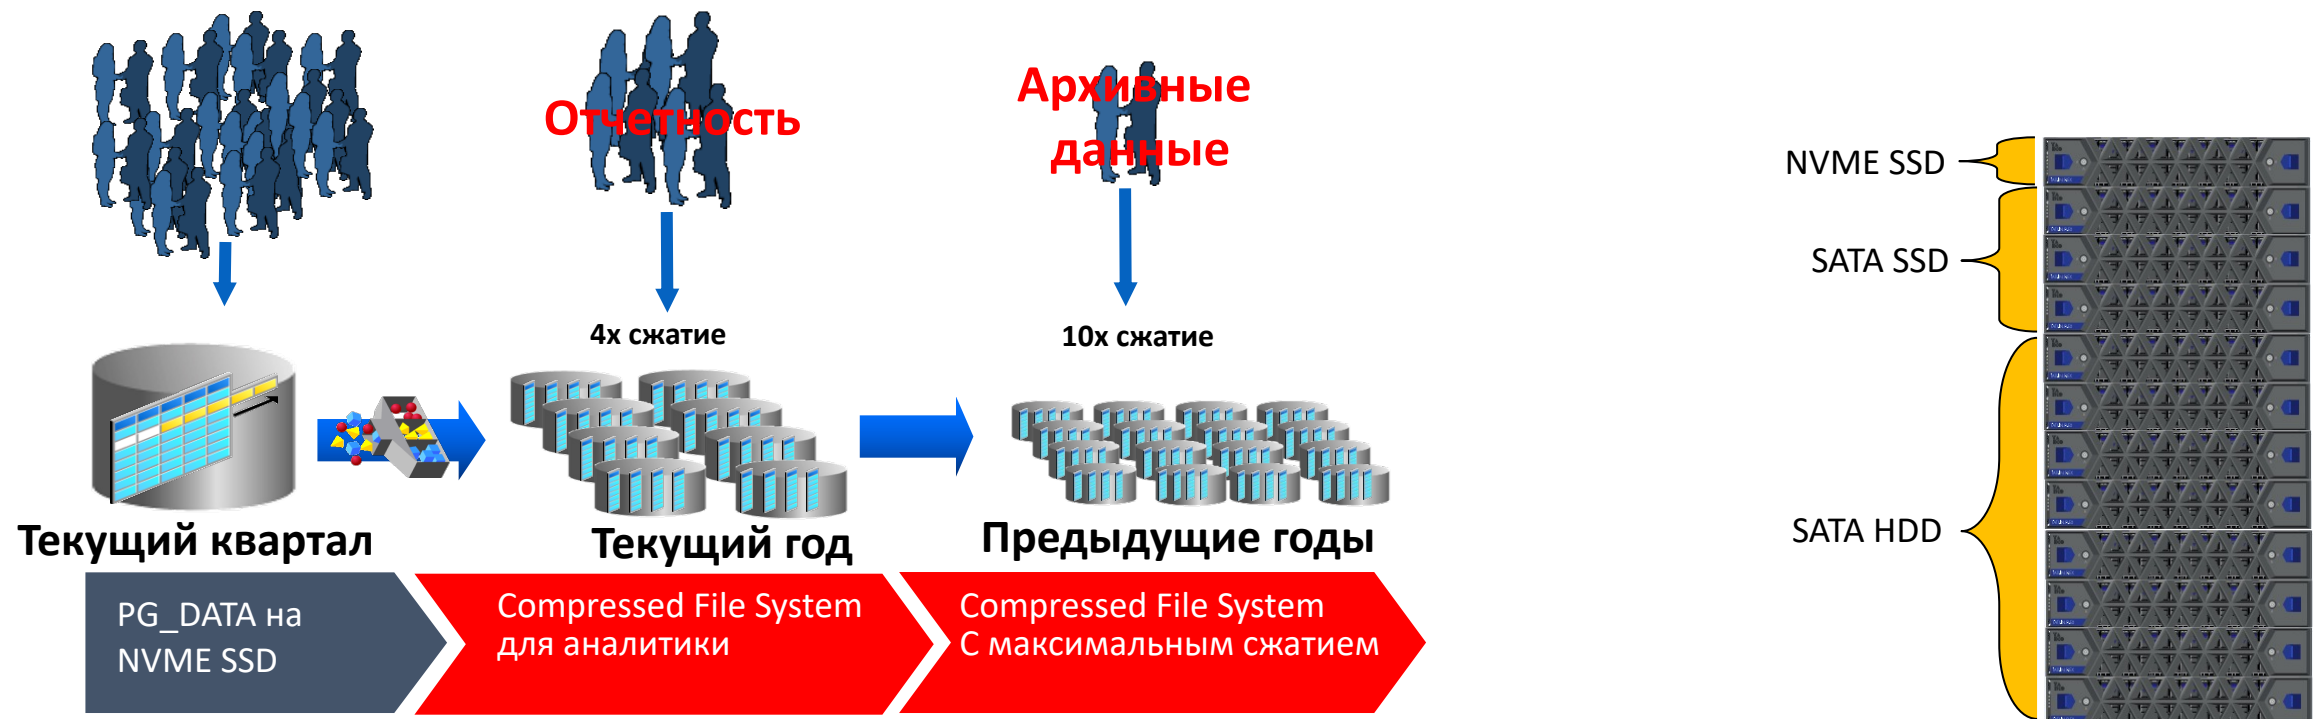 Отчетность
Архивные
данные
4x сжатие
10x сжатие
Текущий квартал
Текущий год
Предыдущие годы
PG_DATA на
NVME SSD
Compressed File System
для аналитики
Compressed File System
С максимальным сжатием
NVME SSD
SATA SSD
SATA HDD